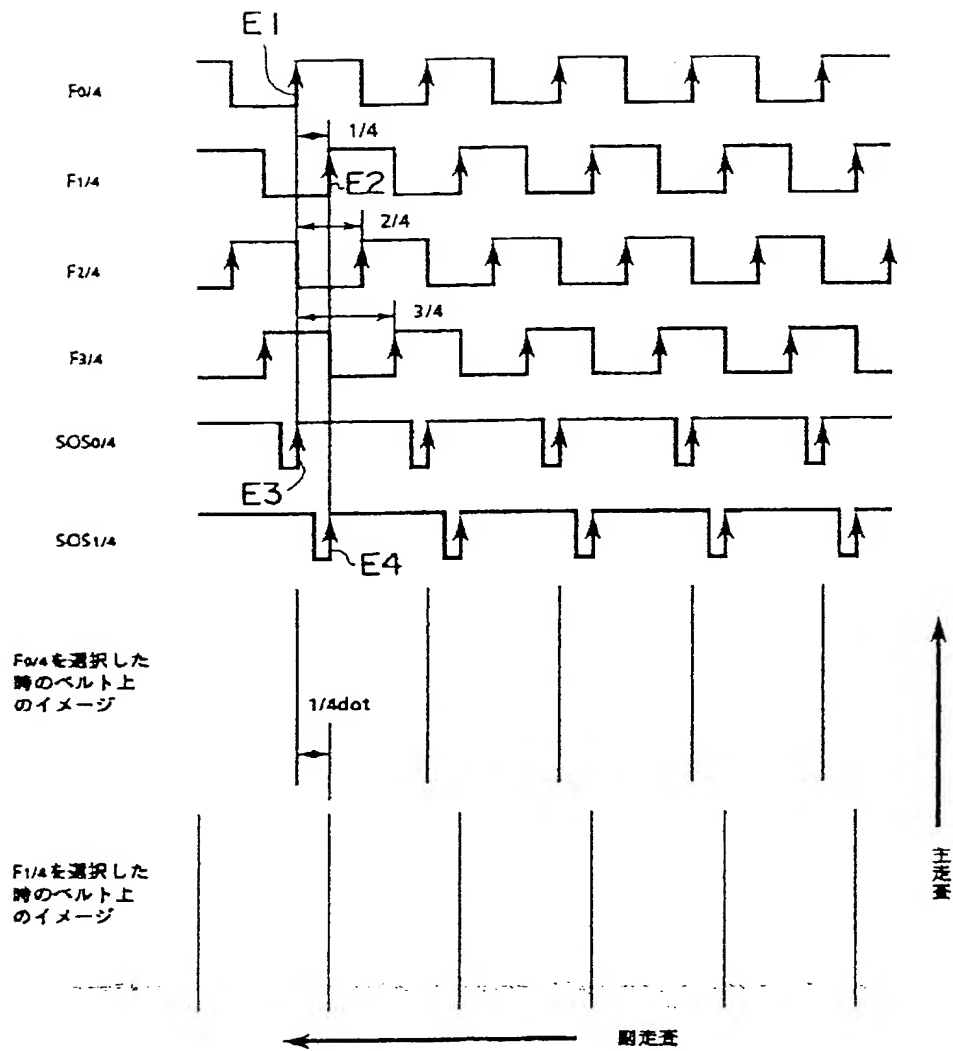 E1
F0/4
1/4
F1/4
E2
2/4
F2/4
3/4
F3/4
SOS0/4
E3
SOS1/4
E4
F0/4を選択した
時のベルト上
のイメージ
1/4dot
F1/4を選択した
時のベルト上
のイメージ
主走査
副走査